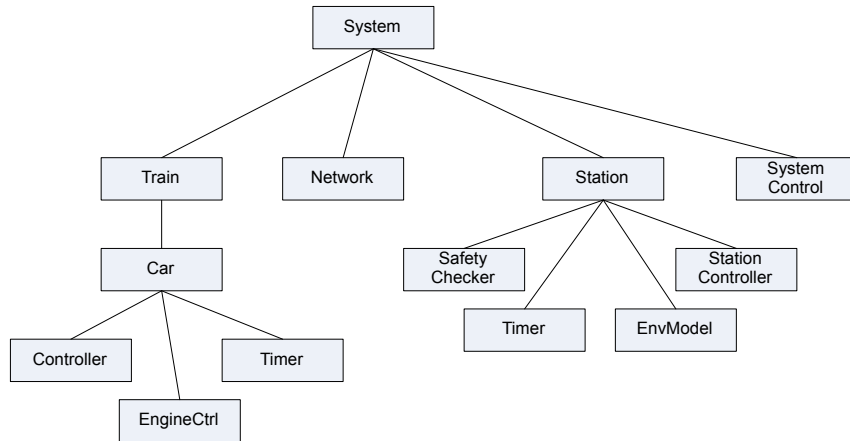 System
Train
Network
Station
System
Control
Car
Safety
Checker
Station
Controller
Timer
EnvModel
Controller
Timer
EngineCtrl